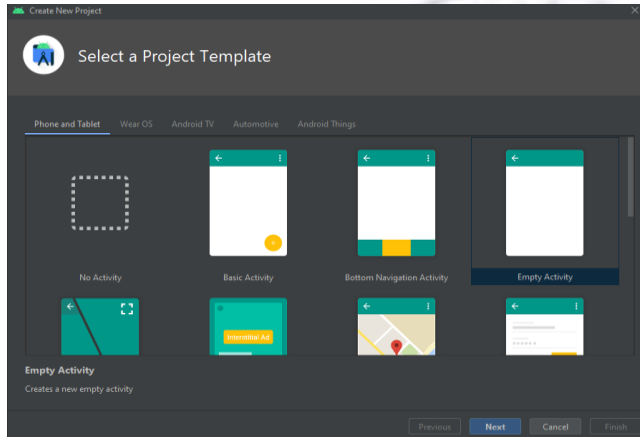 Create New Project
Select a Project Template
Phone and Tablet Wear OS Android TV Automotive Android Things
No Activity Basic Activity Bottom Navigation Activity Empty Activity
Interstitial Ad
Empty Activity
Creates a new empty activity
Previous Next Cancel Finish